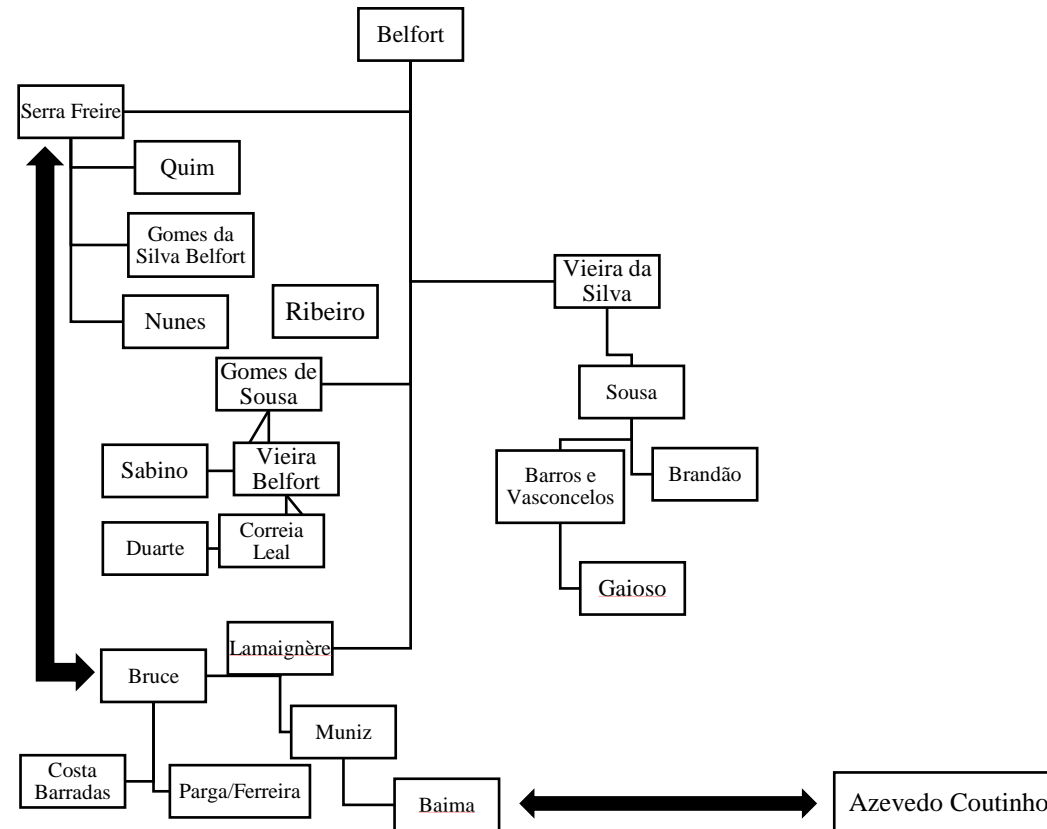 Belfort
Serra Freire
Quim
Gomes da
Silva Belfort
Vieira da
Silva
Nunes
Ribeiro
Gomes de
Sousa
Sousa
Sabino
Vieira
Belfort
Barros e
Vasconcelos
Brandão
Duarte
Correia
Leal
Gaioso
Lamaignère
Bruce
Muniz
Costa
Barradas
Parga/Ferreira
Baima
Azevedo Coutinho